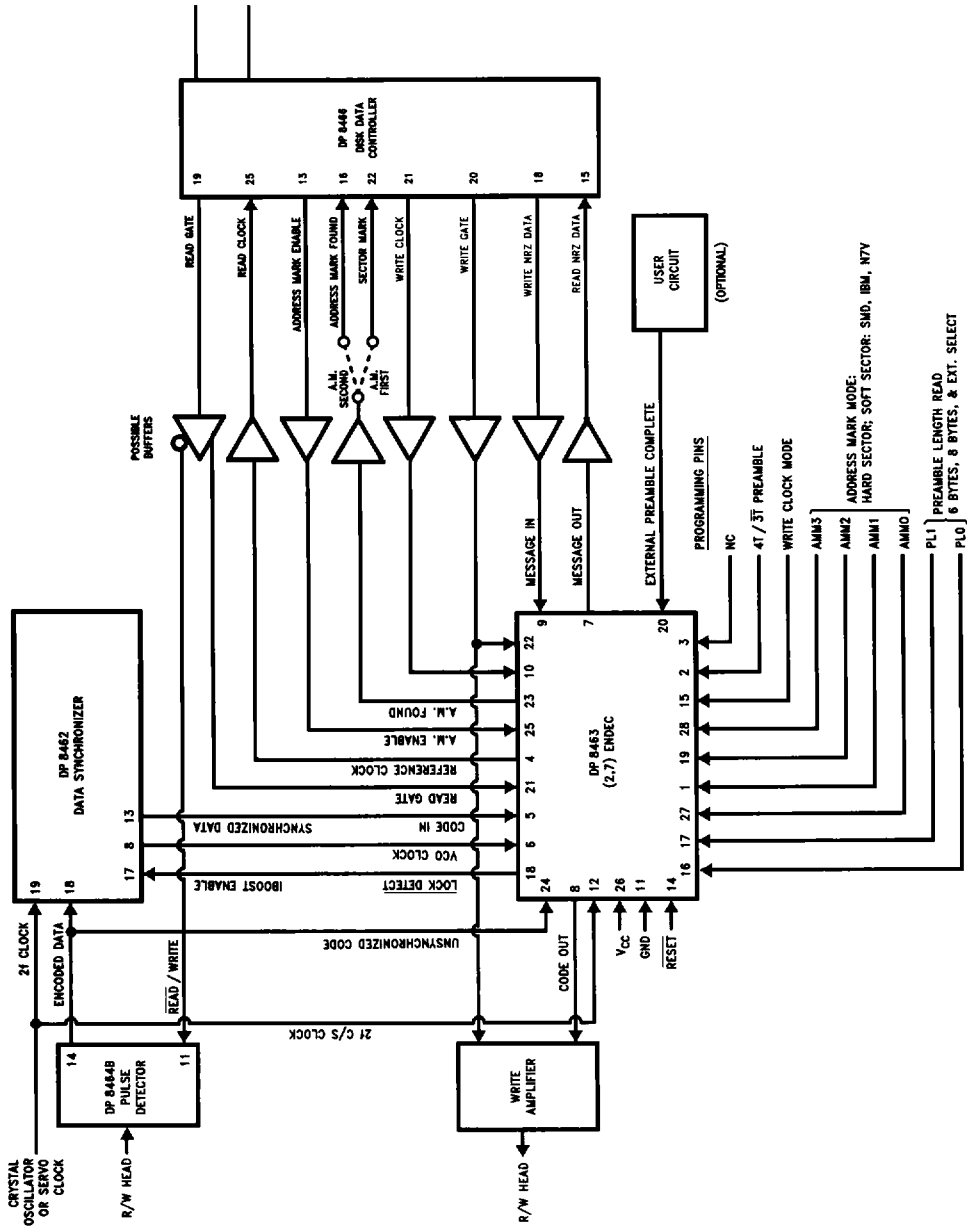 CRYSTAL
OSCILLATOR
OR SERVO
CLOCK
R/W HEAD
2f CLOCK
ENCODED DATA
DP 8464B
PULSE
DETECTOR
14
11
READ / WRITE
2f C/S CLOCK
DP 8462
DATA SYNCHRONIZER
19
18
17
8
13
IBOOST ENABLE
LOCK DETECT
VCO CLOCK
SYNCHRONIZED DATA
CODE IN
READ GATE
REFERENCE CLOCK
A.M. ENABLE
A.M. FOUND
UNSYNCHRONIZED CODE
WRITE
AMPLIFIER
R/W HEAD
CODE OUT
VCC
GND
RESET
DP 8463
(2,7) ENDEC
24
8
12
26
11
14
18
6
5
21
4
25
23
10
22
9
7
20
16
17
27
1
19
28
15
2
3
MESSAGE IN
MESSAGE OUT
EXTERNAL PREAMBLE COMPLETE
USER
CIRCUIT
(OPTIONAL)
PROGRAMMING PINS
NC
4T / 3T PREAMBLE
WRITE CLOCK MODE
AMM3
AMM2
AMM1
AMM0
ADDRESS MARK MODE:
HARD SECTOR; SOFT SECTOR: SMD, IBM, N7V
PL1
PL0
PREAMBLE LENGTH READ
6 BYTES, 8 BYTES, & EXT. SELECT
POSSIBLE
BUFFERS
A.M.
SECOND
A.M.
FIRST
READ GATE
READ CLOCK
ADDRESS MARK ENABLE
ADDRESS MARK FOUND
SECTOR MARK
WRITE CLOCK
WRITE GATE
WRITE NRZ DATA
READ NRZ DATA
19
25
13
16
22
21
20
18
15
DP 8466
DISK DATA
CONTROLLER